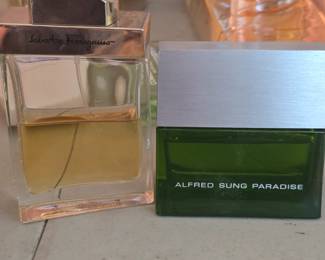 Salvatore Ferragamo
ALFRED SUNG PARADISE